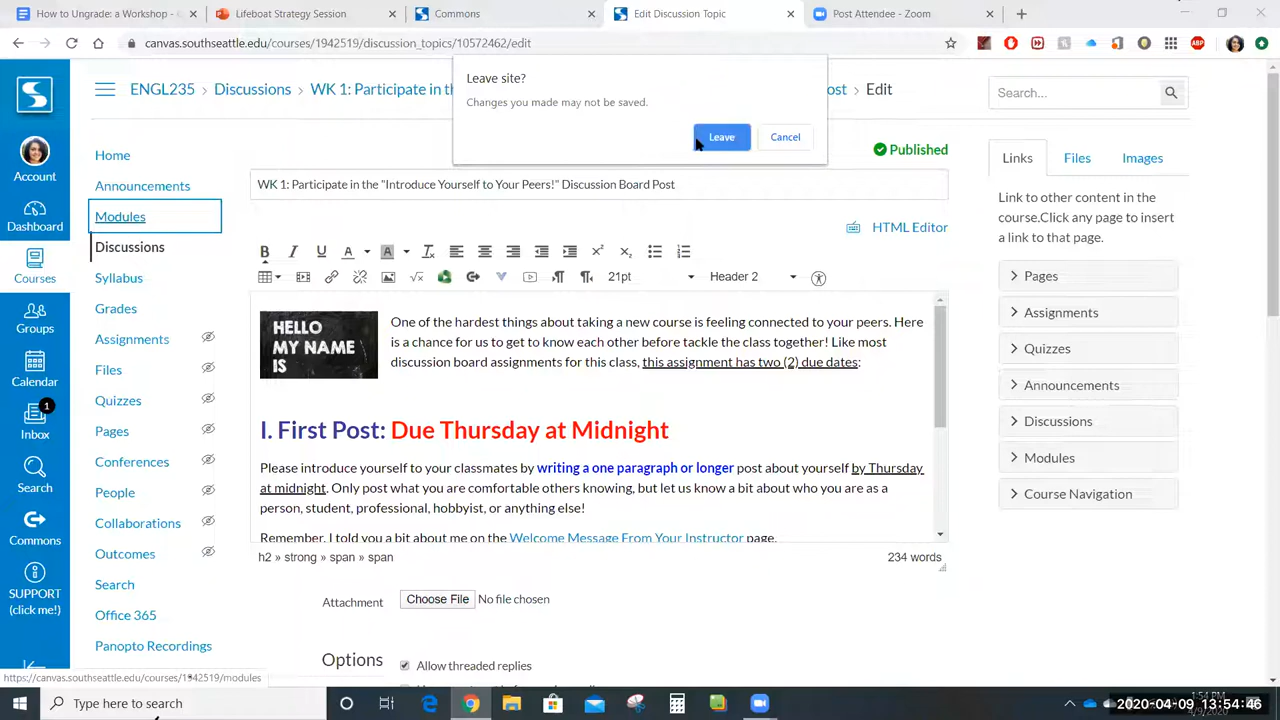 How to Ungrade: a Workshop -
Lifeboat Strategy Session
Commons
Edit Discussion Topic
Post Attendee - Zoom
canvas.southseattle.edu/courses/1942519/discussion_topics/10572462/edit
ABP
Leave site?
Changes you made may not be saved.
Leave
Cancel
ENGL235 > Discussions > WK 1: Participate in th
ost > Edit
Search...
Published
Account
Dashboard
Courses
Groups
Calendar
1
Inbox
Search
Commons
SUPPORT
(click me!)
Home
Announcements
Modules
Discussions
Syllabus
Grades
Assignments
Files
Quizzes
Pages
Conferences
People
Collaborations
Outcomes
Search
Office 365
Panopto Recordings
WK 1: Participate in the "Introduce Yourself to Your Peers!" Discussion Board Post
HTML Editor
21pt
Header 2
HELLO
MY NAME
IS
One of the hardest things about taking a new course is feeling connected to your peers. Here
is a chance for us to get to know each other before tackle the class together! Like most
discussion board assignments for this class, this assignment has two (2) due dates:
I. First Post: Due Thursday at Midnight
Please introduce yourself to your classmates by writing a one paragraph or longer post about yourself by Thursday
at midnight. Only post what you are comfortable others knowing, but let us know a bit about who you are as a
person, student, professional, hobbyist, or anything else!
Remember, I told you a bit about me on the Welcome Message From Your Instructor page.
h2 » strong » span » span
234 words
Attachment
Choose File No file chosen
Options
Allow threaded replies
Links
Files
Images
Link to other content in the
course.Click any page to insert
a link to that page.
Pages
Assignments
Quizzes
Announcements
Discussions
Modules
Course Navigation
https://canvas.southseattle.edu/courses/1942519/modules
Type here to search
1:54 PM
2020-04-09 13:54:46